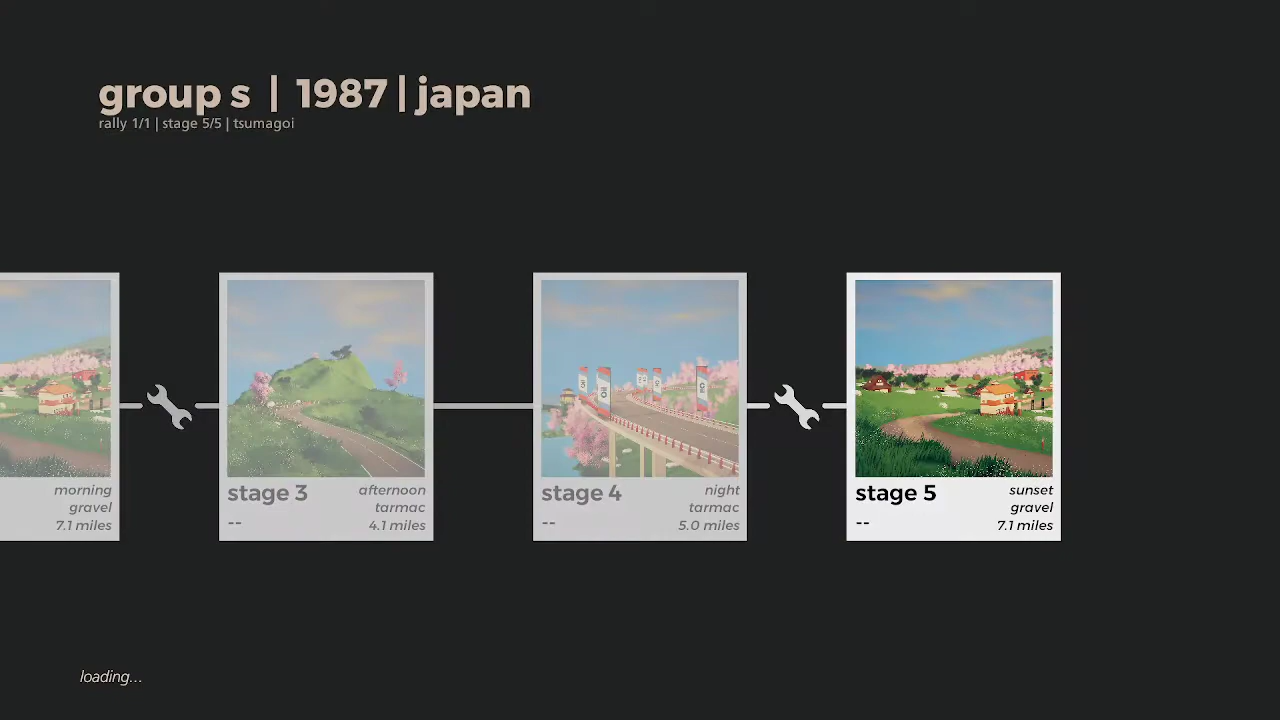 group s | 1987 | japan
rally 1/1 | stage 5/5 | tsumagoi
morning
gravel
7.1 miles
stage 3
--
afternoon
tarmac
4.1 miles
stage 4
--
night
tarmac
5.0 miles
stage 5
--
sunset
gravel
7.1 miles
loading...